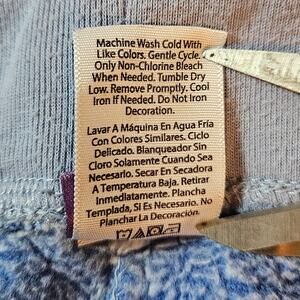 Machine Wash Cold With
Like Colors. Gentle Cycle.
Only Non-Chlorine Bleach
When Needed. Tumble Dry
Low. Remove Promptly. Cool
Iron If Needed. Do Not Iron
Decoration.
Lavar A Máquina En Agua Fría
Con Colores Similares. Ciclo
Delicado. Blanqueador Sin
Cloro Solamente Cuando Sea
Necesario. Secar En Secadora
A Temperatura Baja. Retirar
Inmediatamente. Plancha
Templada, Si Es Necesario. No
Planchar La Decoración.